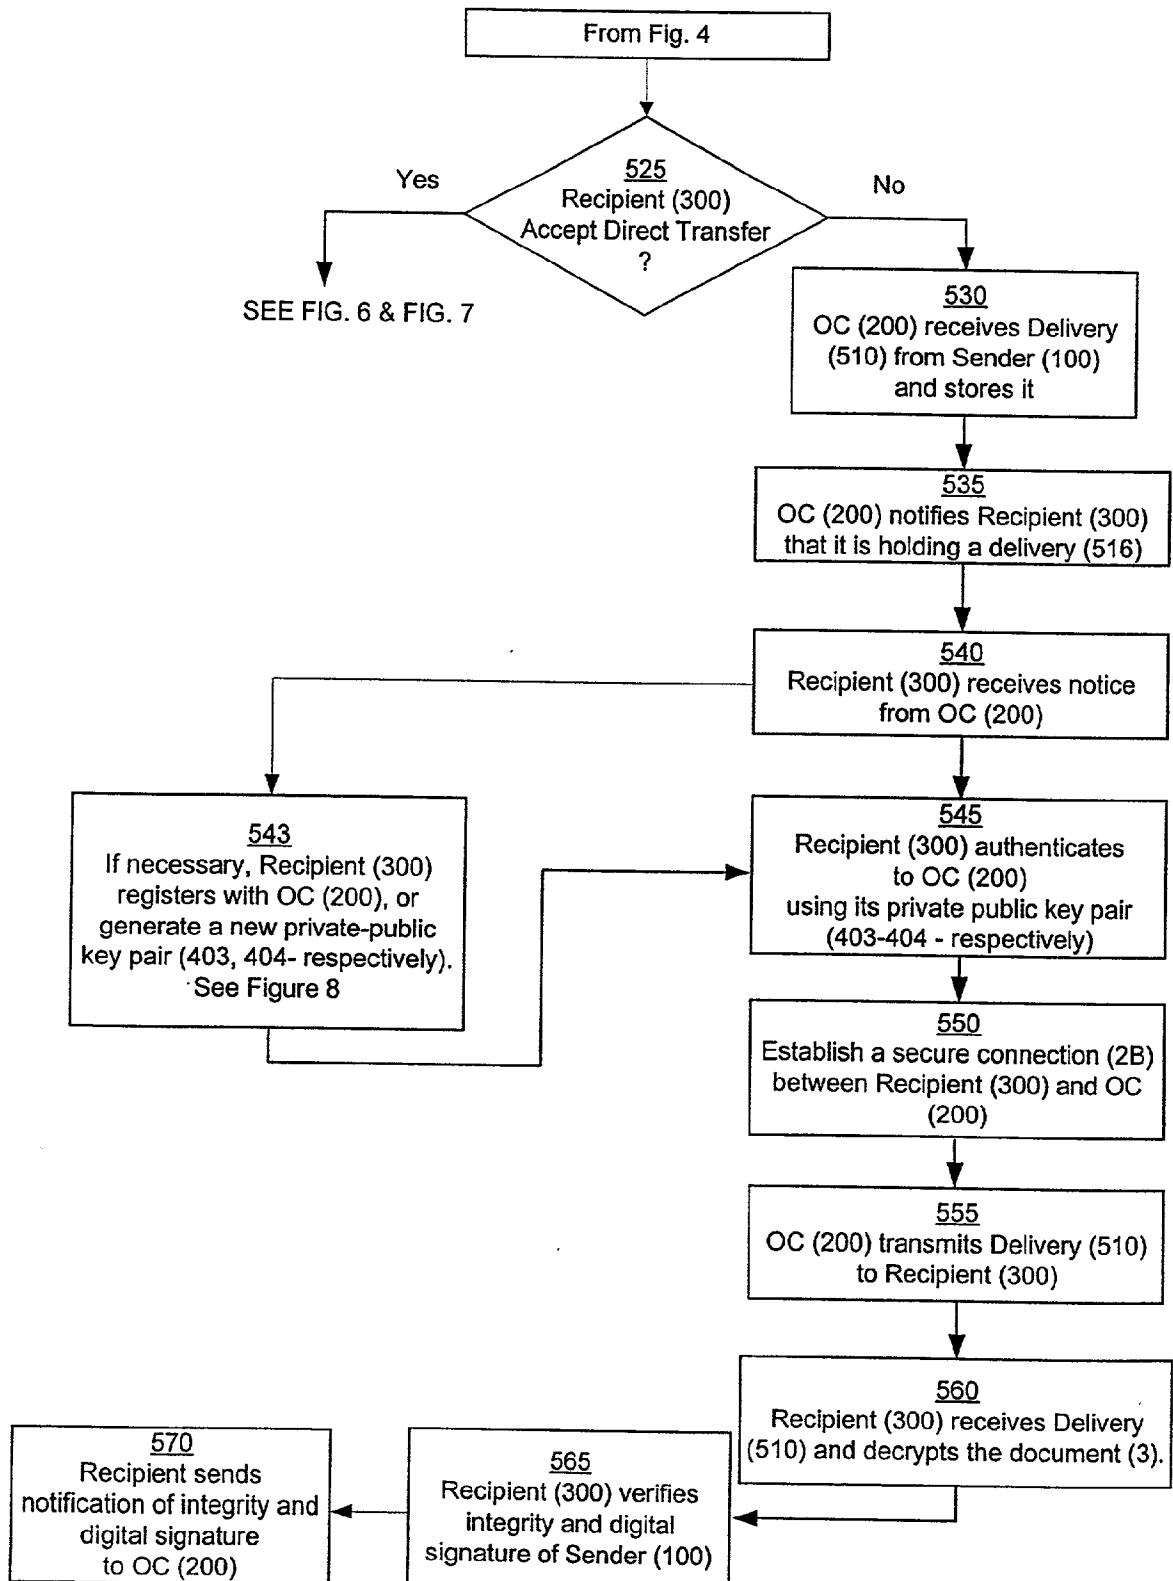 From Fig. 4
525
Recipient (300)
Accept Direct Transfer
?
Yes
No
SEE FIG. 6 & FIG. 7
530
OC (200) receives Delivery
(510) from Sender (100)
and stores it
535
OC (200) notifies Recipient (300)
that it is holding a delivery (516)
540
Recipient (300) receives notice
from OC (200)
543
If necessary, Recipient (300)
registers with OC (200), or
generate a new private-public
key pair (403, 404- respectively).
See Figure 8
545
Recipient (300) authenticates
to OC (200)
using its private public key pair
(403-404 - respectively)
550
Establish a secure connection (2B)
between Recipient (300) and OC
(200)
555
OC (200) transmits Delivery (510)
to Recipient (300)
560
Recipient (300) receives Delivery
(510) and decrypts the document (3).
565
Recipient (300) verifies
integrity and digital
signature of Sender (100)
570
Recipient sends
notification of integrity and
digital signature
to OC (200)